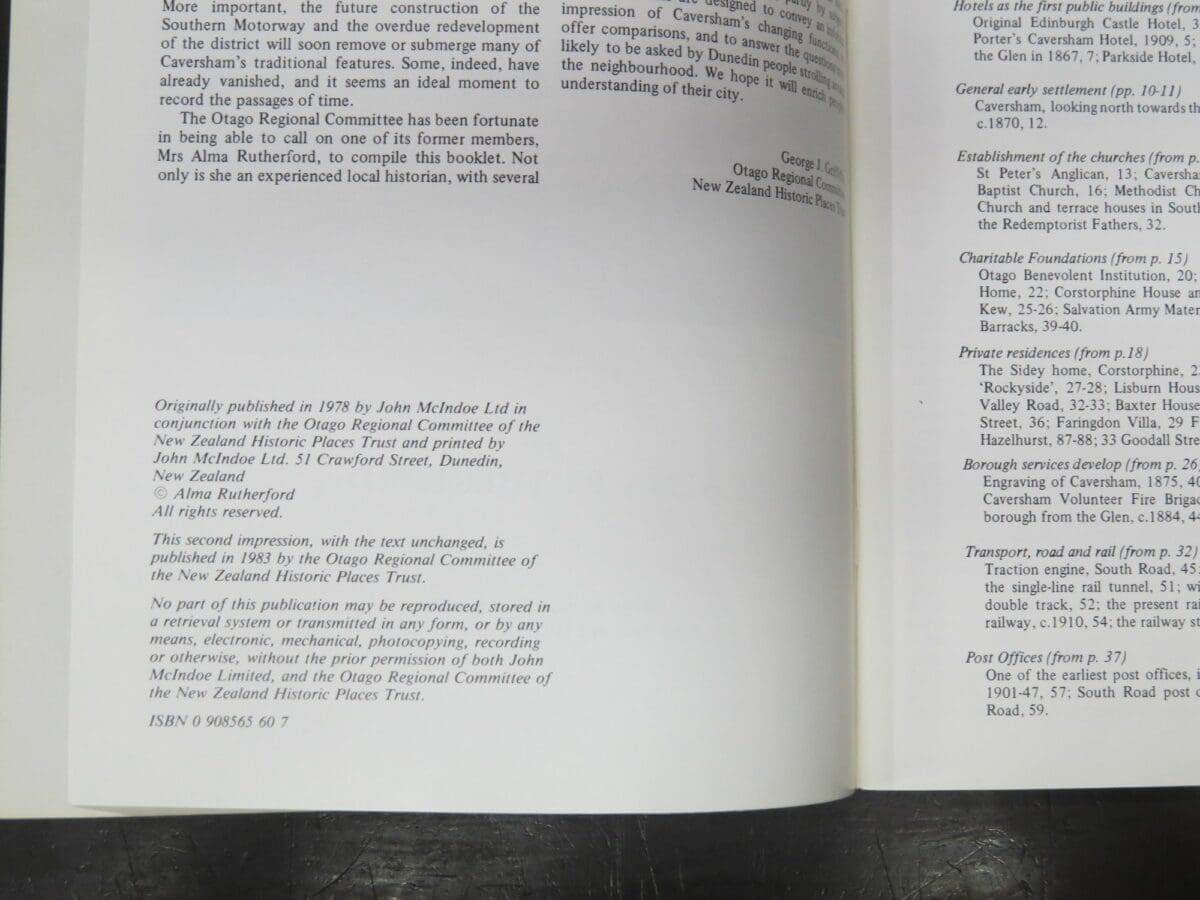 More important, the future construction of the
Southern Motorway and the overdue redevelopment
of the district will soon remove or submerge many of
Caversham's traditional features. Some, indeed, have
already vanished, and it seems an ideal moment to
record the passages of time.
The Otago Regional Committee has been fortunate
in being able to call on one of its former members,
Mrs Alma Rutherford, to compile this booklet. Not
only is she an experienced local historian, with several
designed to convey an
impression of Caversham's changing functions
offer comparisons, and to answer the questions
likely to be asked by Dunedin people strolling
the neighbourhood. We hope it will enrich
understanding of their city.
George J.
Otago Regional
New Zealand Historic Places
Originally published in 1978 by John McIndoe Ltd in
conjunction with the Otago Regional Committee of the
New Zealand Historic Places Trust and printed by
John McIndoe Ltd. 51 Crawford Street, Dunedin,
New Zealand
© Alma Rutherford
All rights reserved.
This second impression, with the text unchanged, is
published in 1983 by the Otago Regional Committee of
the New Zealand Historic Places Trust.
No part of this publication may be reproduced, stored in
a retrieval system or transmitted in any form, or by any
means, electronic, mechanical, photocopying, recording
or otherwise, without the prior permission of both John
McIndoe Limited, and the Otago Regional Committee of
the New Zealand Historic Places Trust.
ISBN 0 908565 60 7
Hotels as the first public buildings (from
Original Edinburgh Castle Hotel,
Porter's Caversham Hotel, 1909, 5;
the Glen in 1867, 7; Parkside Hotel,
General early settlement (pp. 10-11)
Caversham, looking north towards
c.1870, 12.
Establishment of the churches (from p.
St Peter's Anglican, 13;
Baptist Church, 16; Methodist
Church and terrace houses in
the Redemptorist Fathers, 32.
Charitable Foundations (from p. 15)
Otago Benevolent Institution, 20;
Home, 22; Corstorphine House
Kew, 25-26; Salvation Army
Barracks, 39-40.
Private residences (from p.18)
The Sidey home, Corstorphine,
'Rockyside', 27-28; Lisburn
Valley Road, 32-33; Baxter House
Street, 36; Faringdon Villa, 29
Hazelhurst, 87-88; 33 Goodall
Borough services develop (from p. 26
Engraving of Caversham, 1875,
Caversham Volunteer Fire
borough from the Glen, c.1884,
Transport, road and rail (from p. 32)
Traction engine, South Road, 45;
the single-line rail tunnel, 51;
double track, 52; the present
railway, c.1910, 54; the railway
Post Offices (from p. 37)
One of the earliest post offices,
1901-47, 57; South Road post
Road, 59.